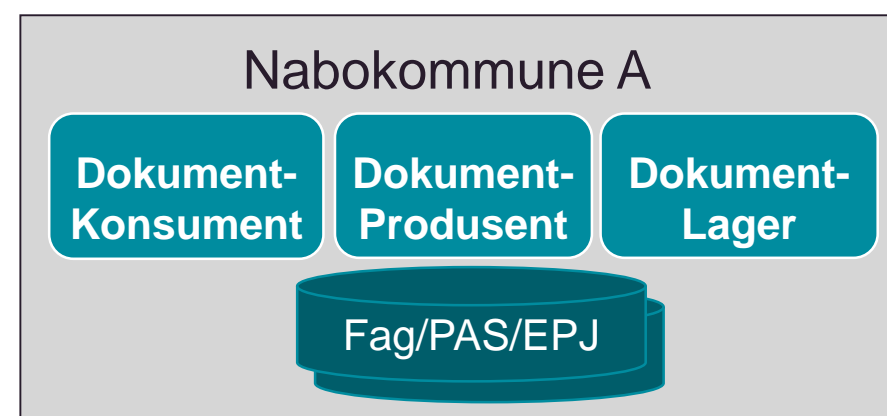 Nabokommune A
Dokument-
Konsument
Dokument-
Produsent
Dokument-
Lager
Fag/PAS/EPJ